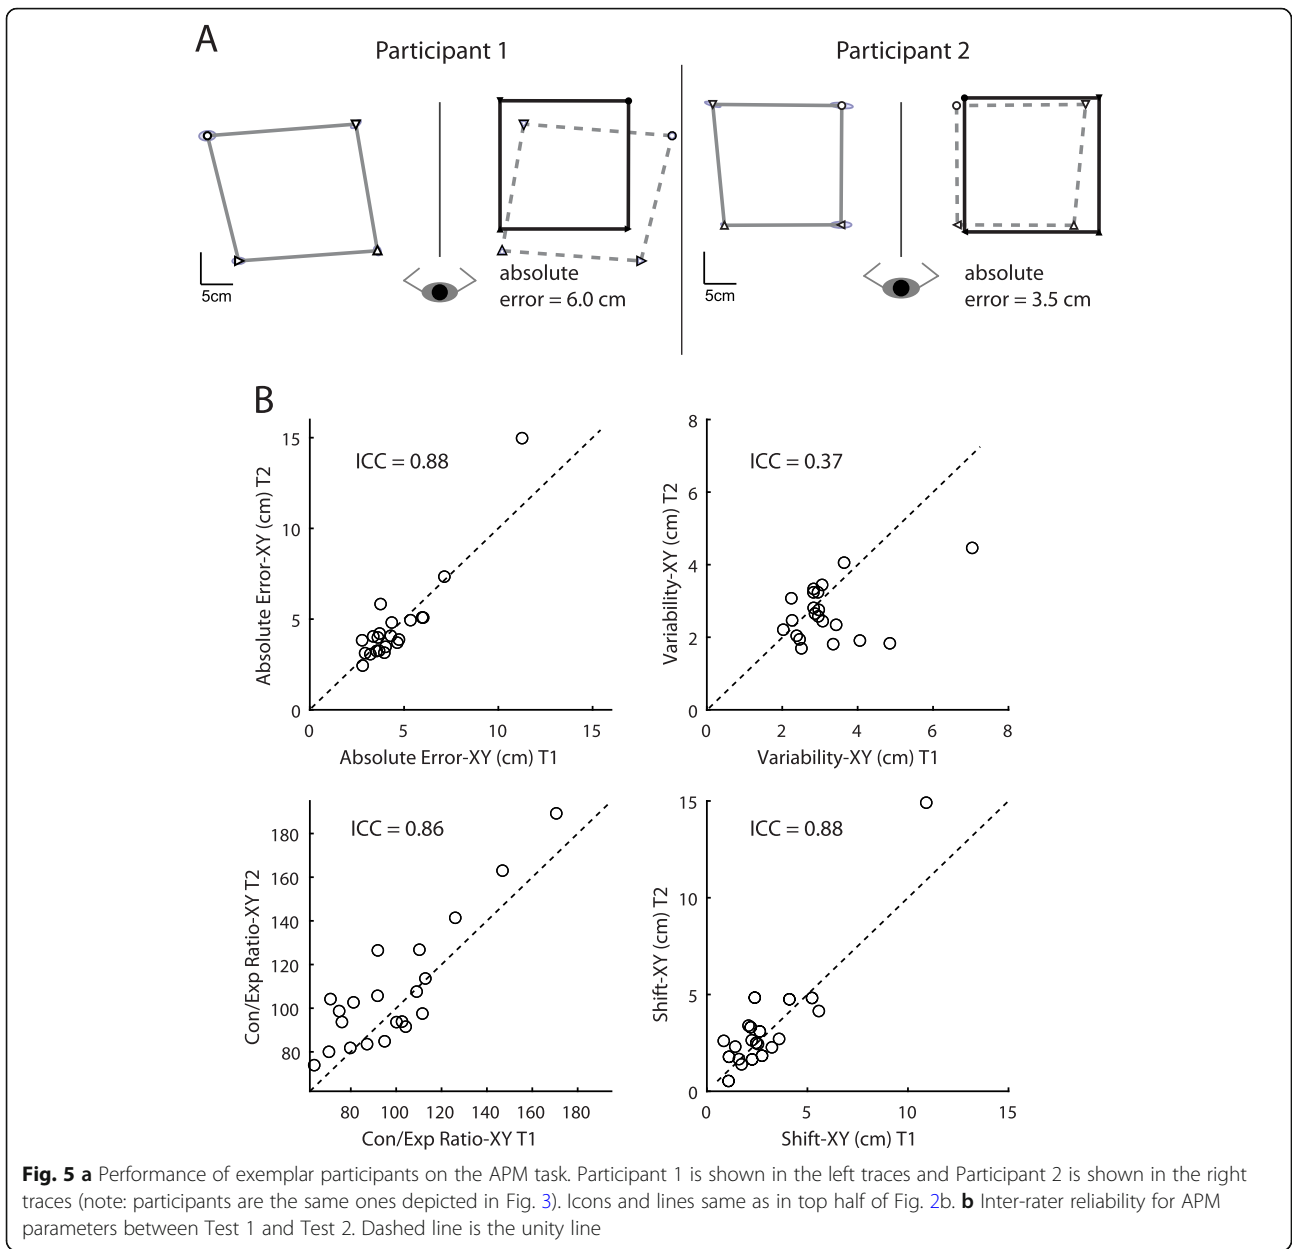 A
Participant 1
Participant 2
5cm
absolute
error = 6.0 cm
5cm
absolute
error = 3.5 cm
B
15
10
5
0
0
5
10
15
ICC = 0.88
Absolute Error-XY (cm) T2
Absolute Error-XY (cm) T1
8
6
4
2
0
0
2
4
6
8
ICC = 0.37
Variability-XY (cm) T2
Variability-XY (cm) T1
180
160
140
120
100
80
80
100
120
140
160
180
ICC = 0.86
Con/Exp Ratio-XY T2
Con/Exp Ratio-XY T1
15
10
5
0
0
5
10
15
ICC = 0.88
Shift-XY (cm) T2
Shift-XY (cm) T1
Fig. 5 a Performance of exemplar participants on the APM task. Participant 1 is shown in the left traces and Participant 2 is shown in the right
traces (note: participants are the same ones depicted in Fig. 3). Icons and lines same as in top half of Fig. 2b. b Inter-rater reliability for APM
parameters between Test 1 and Test 2. Dashed line is the unity line